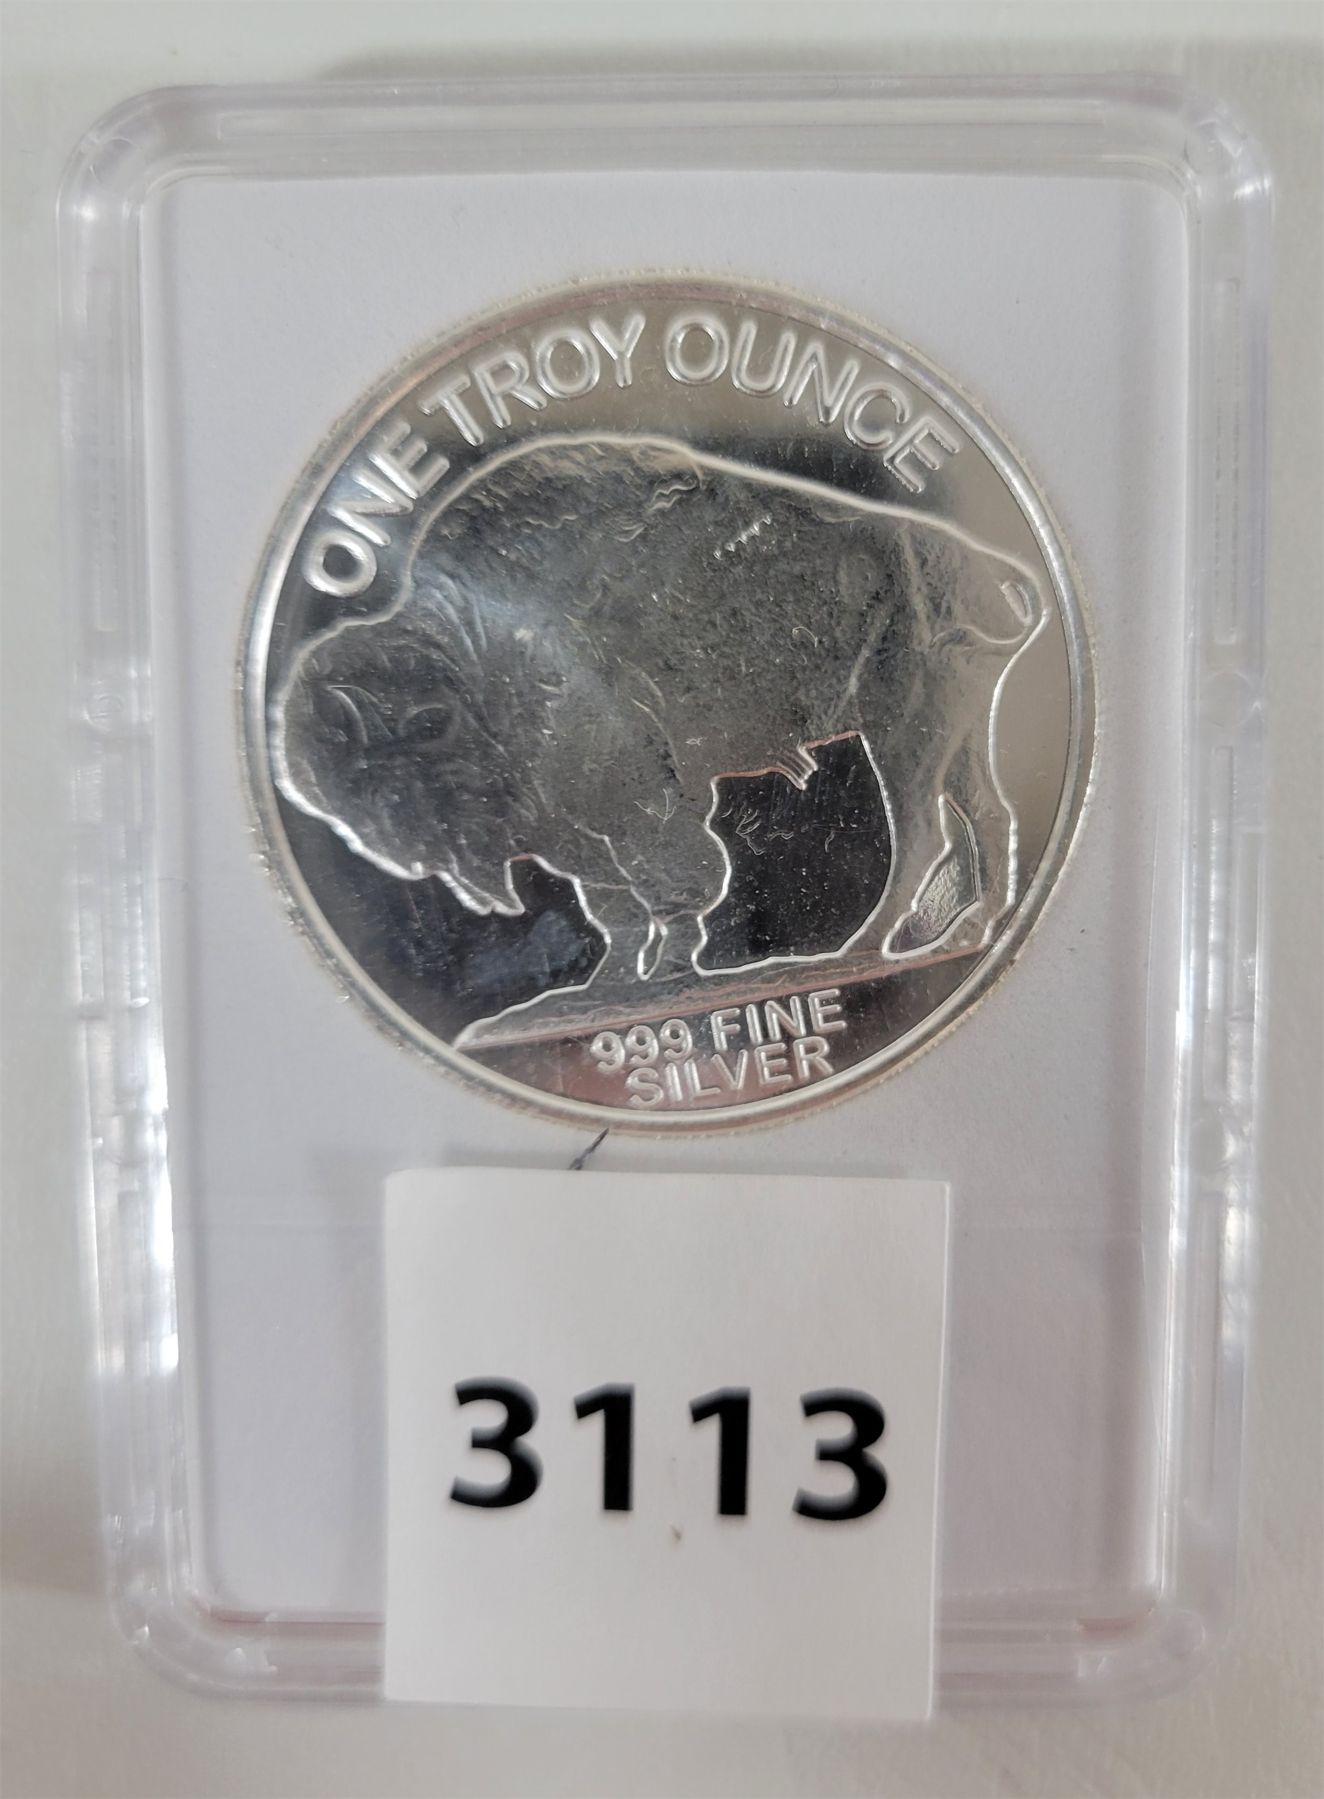 ONE TROY OUNCE
999 FINE
SILVER
3113